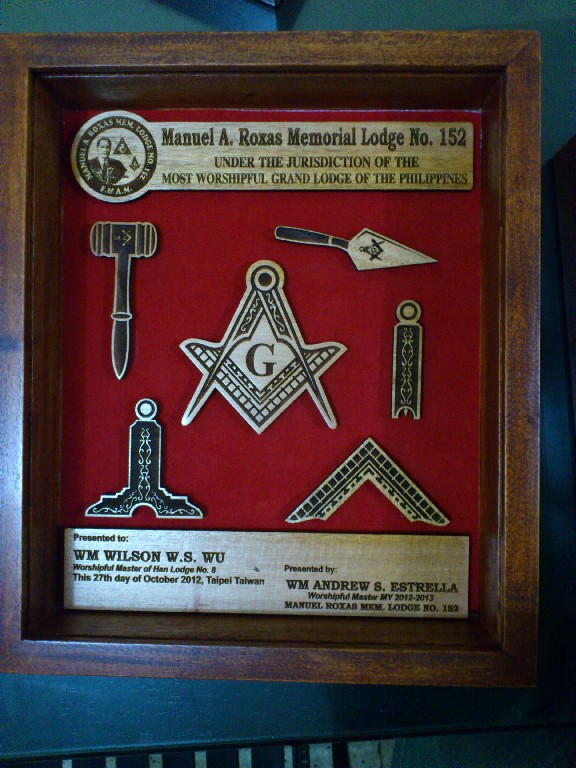 MANUEL A. ROXAS MEM. LODGE NO. 152
F. & A.M.
Manuel A. Roxas Memorial Lodge No. 152
UNDER THE JURISDICTION OF THE
MOST WORSHIPFUL GRAND LODGE OF THE PHILIPPINES
G
Presented to:
WM WILSON W.S. WU
Worshipful Master of Han Lodge No. 8
This 27th day of October 2012, Taipei Taiwan
Presented by:
WM ANDREW S. ESTRELLA
Worshipful Master MY 2012-2013
MANUEL ROXAS MEM. LODGE NO. 152